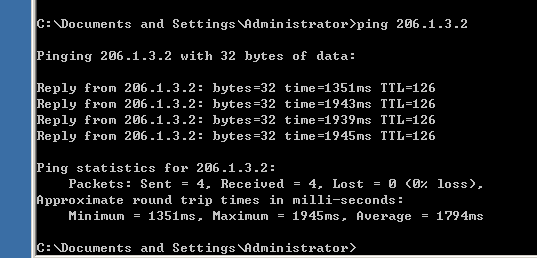 C:\Documents and Settings\Administrator>ping 206.1.3.2
Pinging 206.1.3.2 with 32 bytes of data:
Reply from 206.1.3.2: bytes=32 time=1351ms TTL=126
Reply from 206.1.3.2: bytes=32 time=1943ms TTL=126
Reply from 206.1.3.2: bytes=32 time=1939ms TTL=126
Reply from 206.1.3.2: bytes=32 time=1945ms TTL=126
Ping statistics for 206.1.3.2:
    Packets: Sent = 4, Received = 4, Lost = 0 (0% loss),
Approximate round trip times in milli-seconds:
    Minimum = 1351ms, Maximum = 1945ms, Average = 1794ms
C:\Documents and Settings\Administrator>